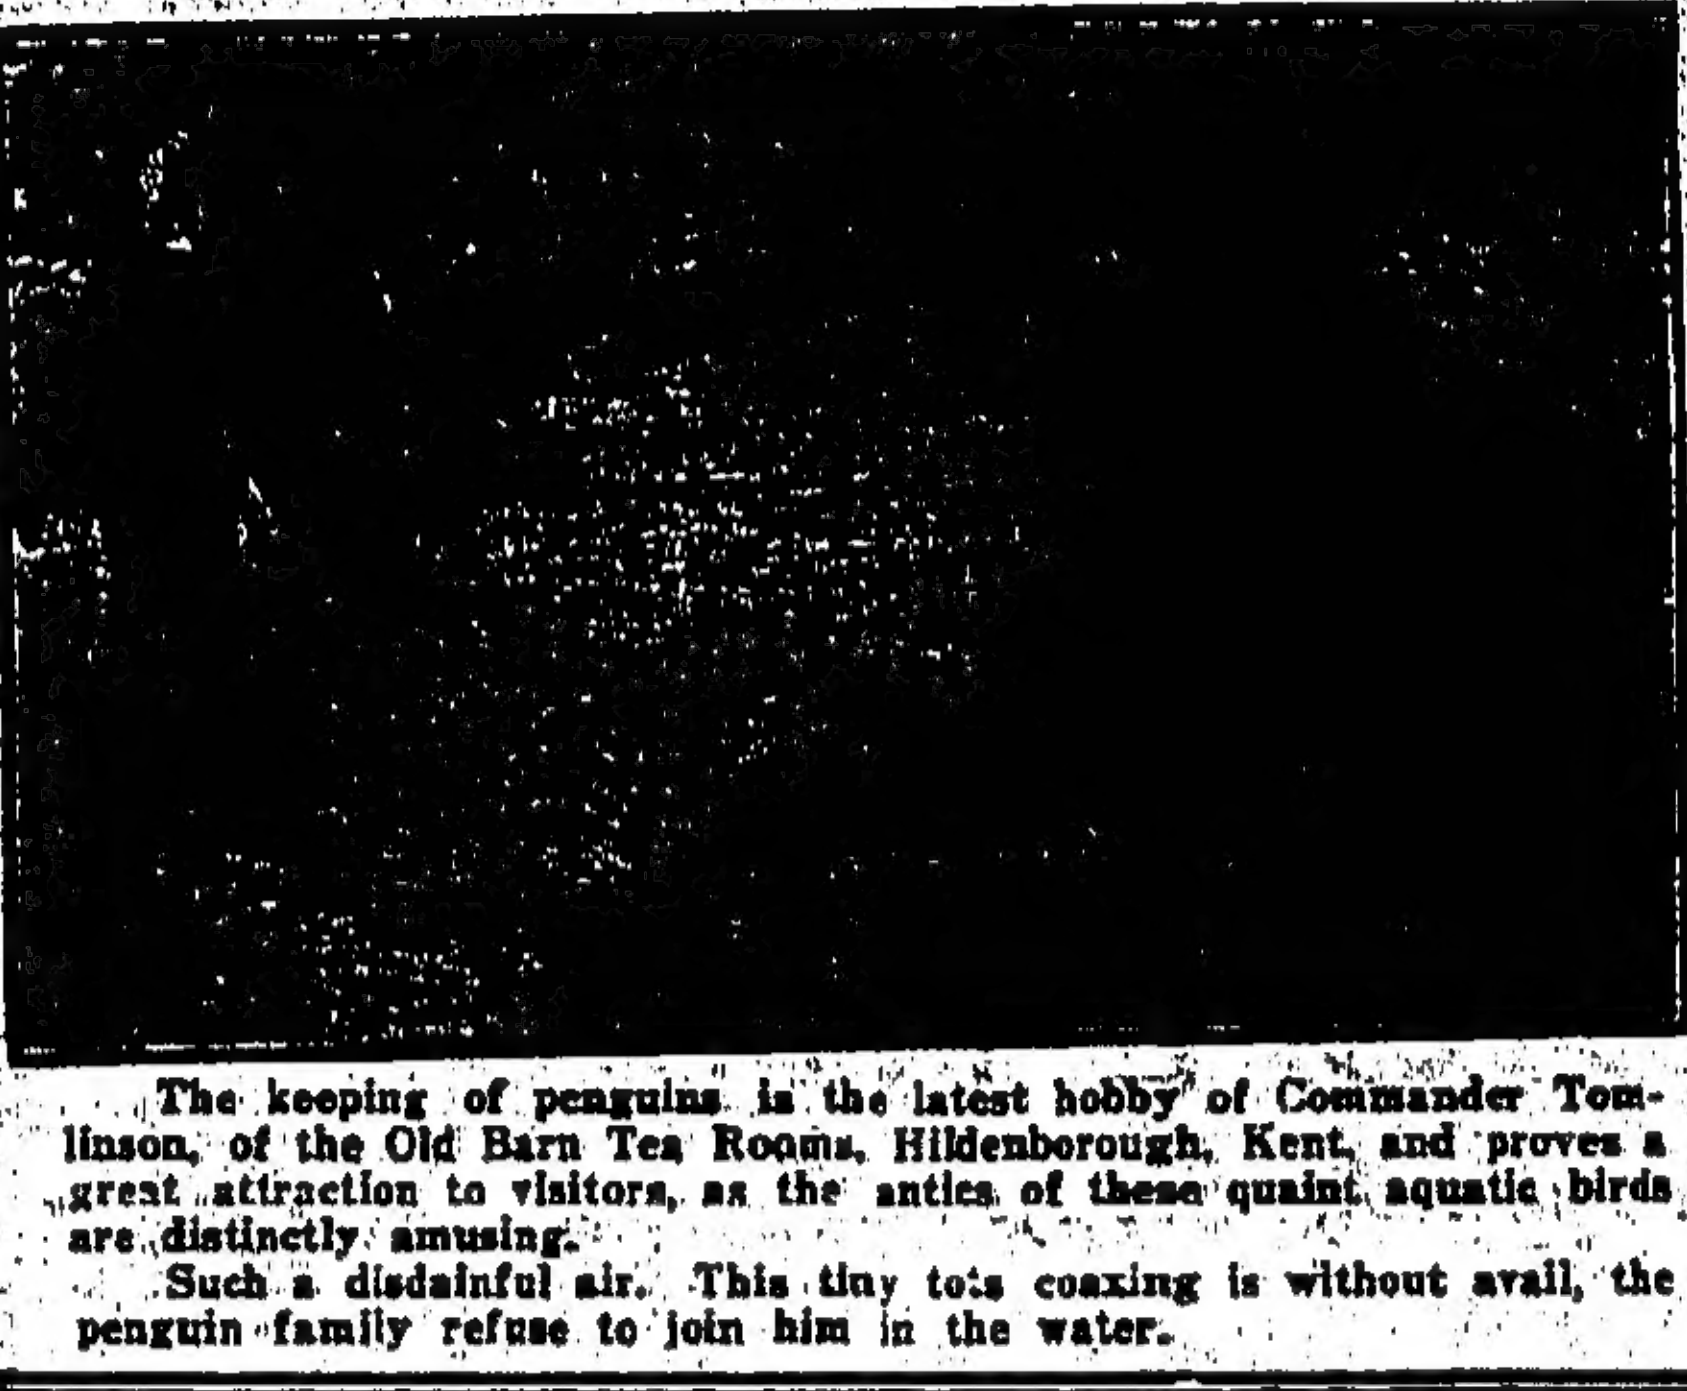 The keeping of penguins is the latest hobby of Commander Tom-
linson, of the Old Barn Tea Rooms, Hildenborough, Kent, and proves a
great attraction to visitors, as the antics of these quaint aquatic birds
are distinctly amusing.
Such a disdainful air. This tiny tots coaxing is without avail, the
penguin family refuse to join him in the water.